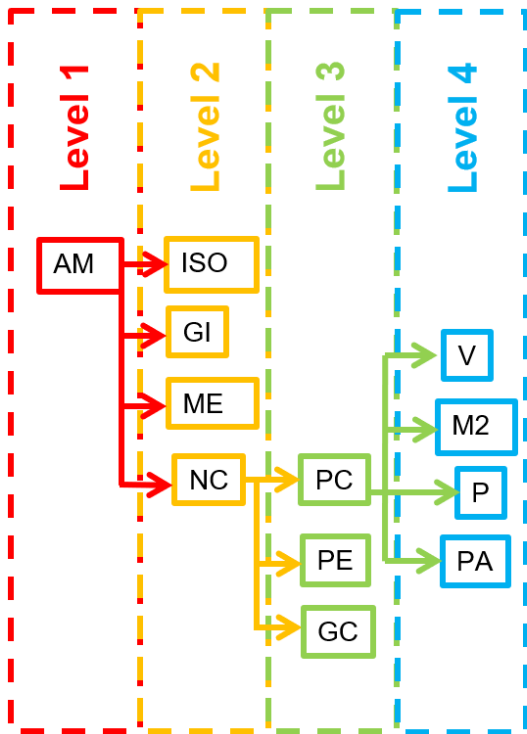 Level 1
Level 2
Level 3
Level 4
AM
ISO
GI
ME
NC
PC
PE
GC
V
M2
P
PA